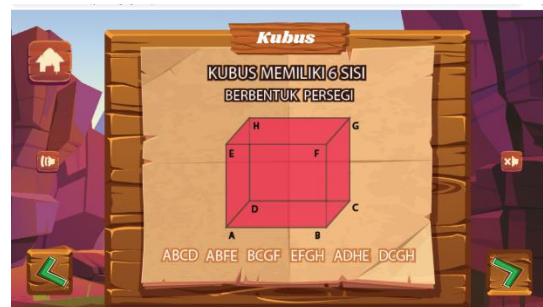 Kubus
KUBUS MEMILIKI 6 SISI
BERBENTUK PERSEGI
H G
E F
D C
A B
ABCD ABFE BCGF EFGH ADHE DCGH